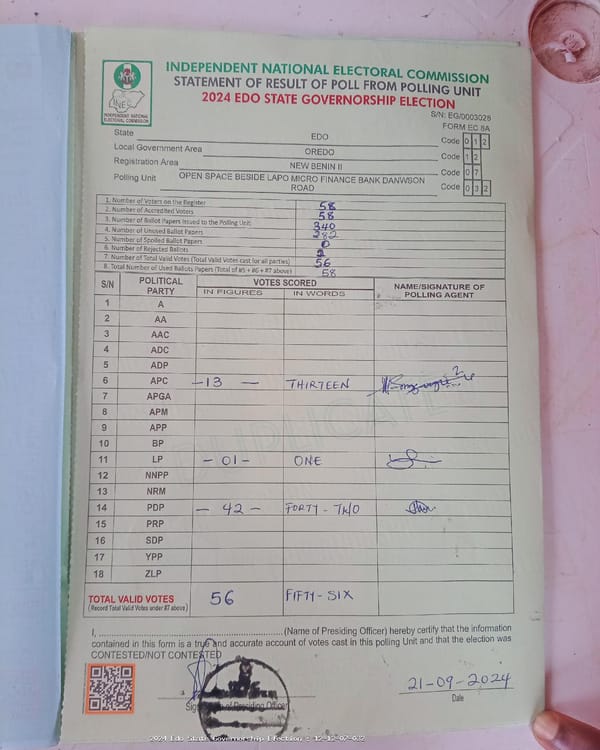 INDEPENDENT NATIONAL ELECTORAL COMMISSION
STATEMENT OF RESULT OF POLL FROM POLLING UNIT
2024 EDO STATE GOVERNORSHIP ELECTION
INEC
INDEPENDENT NATIONAL
ELECTORAL COMMISSION
S/N: EG/0003028
FORM EC 8A
State EDO Code 0 1 2
Local Government Area OREDO Code 1 2
Registration Area NEW BENIN II Code 0 7
Polling Unit OPEN SPACE BESIDE LAPO MICRO FINANCE BANK DANWSON ROAD Code 0 3 2
1. Number of Voters on the Register 58
2. Number of Accredited Voters 58
3. Number of Ballot Papers Issued to the Polling Unit 340
4. Number of Unused Ballot Papers 282
5. Number of Spoiled Ballot Papers 0
6. Number of Rejected Ballots 2
7. Number of Total Valid Votes (Total Valid Votes cast for all parties) 56
8. Total Number of Used Ballots Papers (Total of #5 + #6 + #7 above) 58
S/N POLITICAL PARTY VOTES SCORED NAME/SIGNATURE OF POLLING AGENT
IN FIGURES IN WORDS
1 A
2 AA
3 AAC
4 ADC
5 ADP
6 APC -13 - THIRTEEN
7 APGA
8 APM
9 APP
10 BP
11 LP - 01 - ONE
12 NNPP
13 NRM
14 PDP - 42 - FORTY-TWO
15 PRP
16 SDP
17 YPP
18 ZLP
TOTAL VALID VOTES 56 FIFTY-SIX
(Record Total Valid Votes under #7 above)
DUPLICATE
I, (Name of Presiding Officer) hereby certify that the information
contained in this form is a true and accurate account of votes cast in this polling Unit and that the election was
CONTESTED/NOT CONTESTED
21-09-2024
Signature of Presiding Officer Date
2024 Edo State Governorship Election : 12-12-07-032